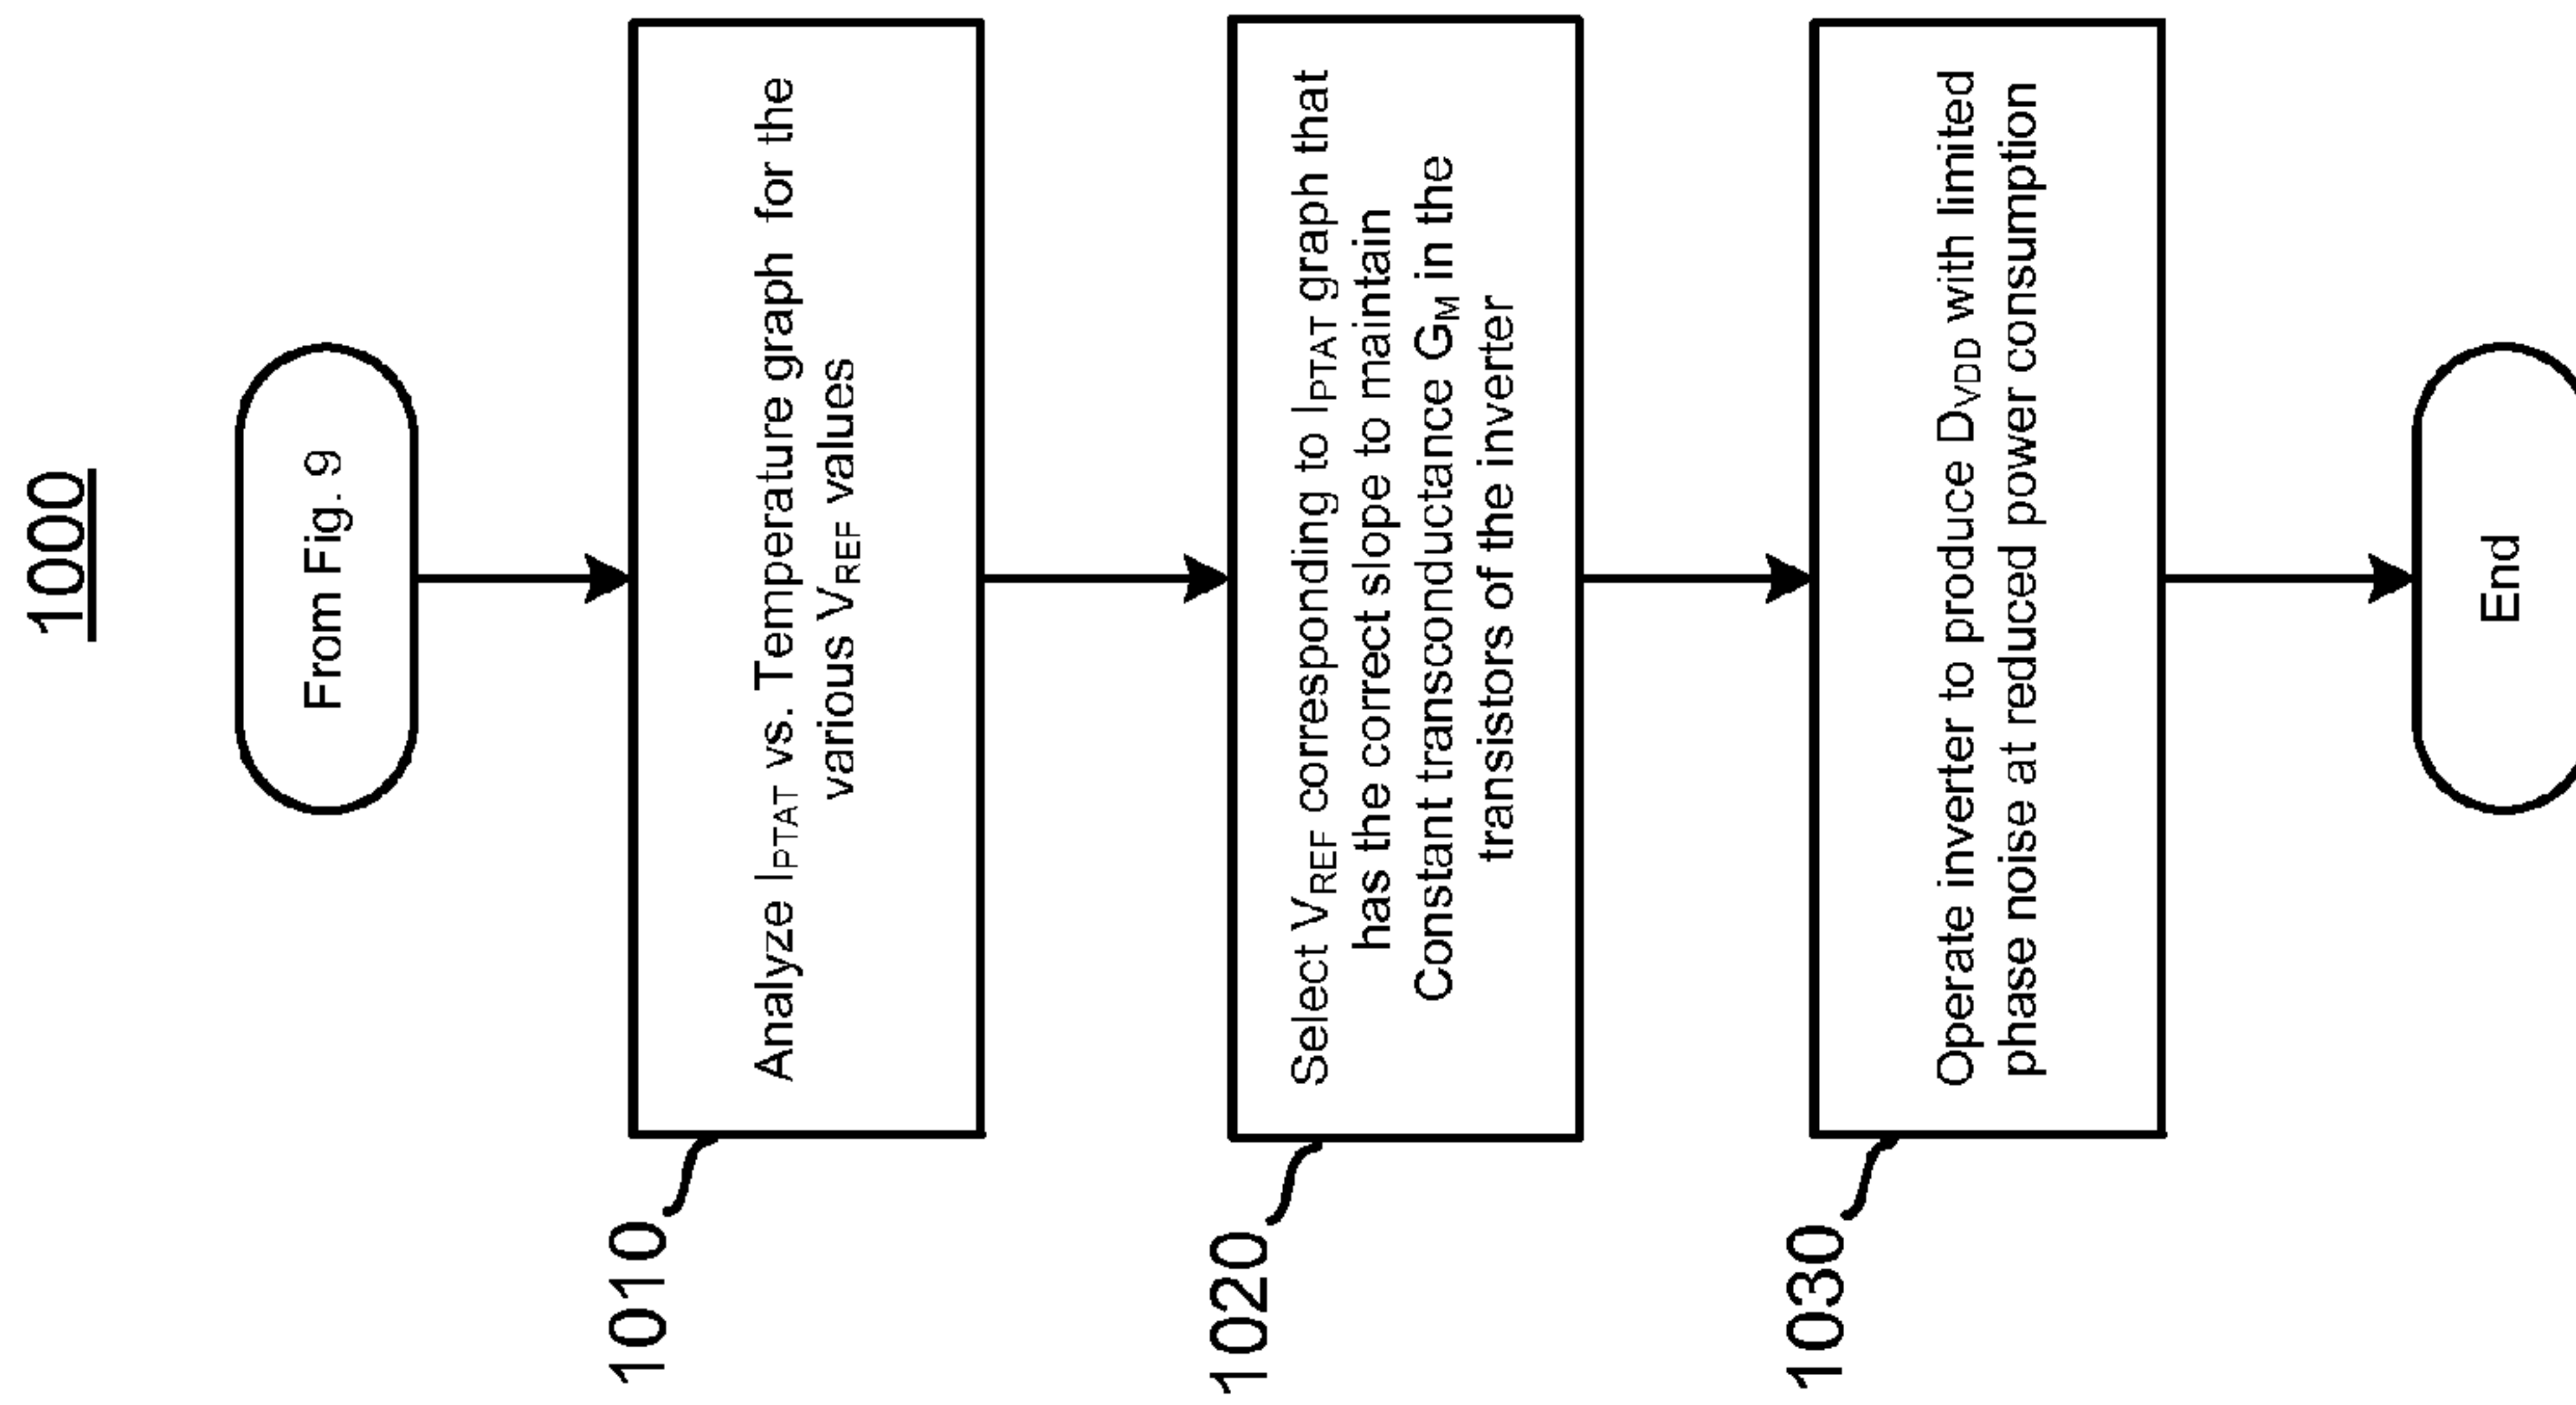 1000
From Fig. 9
1010
Analyze IPTAT vs. Temperature graph for the
various VREF values
1020
Select VREF corresponding to IPTAT graph that
has the correct slope to maintain
Constant transconductance GM in the
transistors of the inverter
1030
Operate inverter to produce DVDD with limited
phase noise at reduced power consumption
End